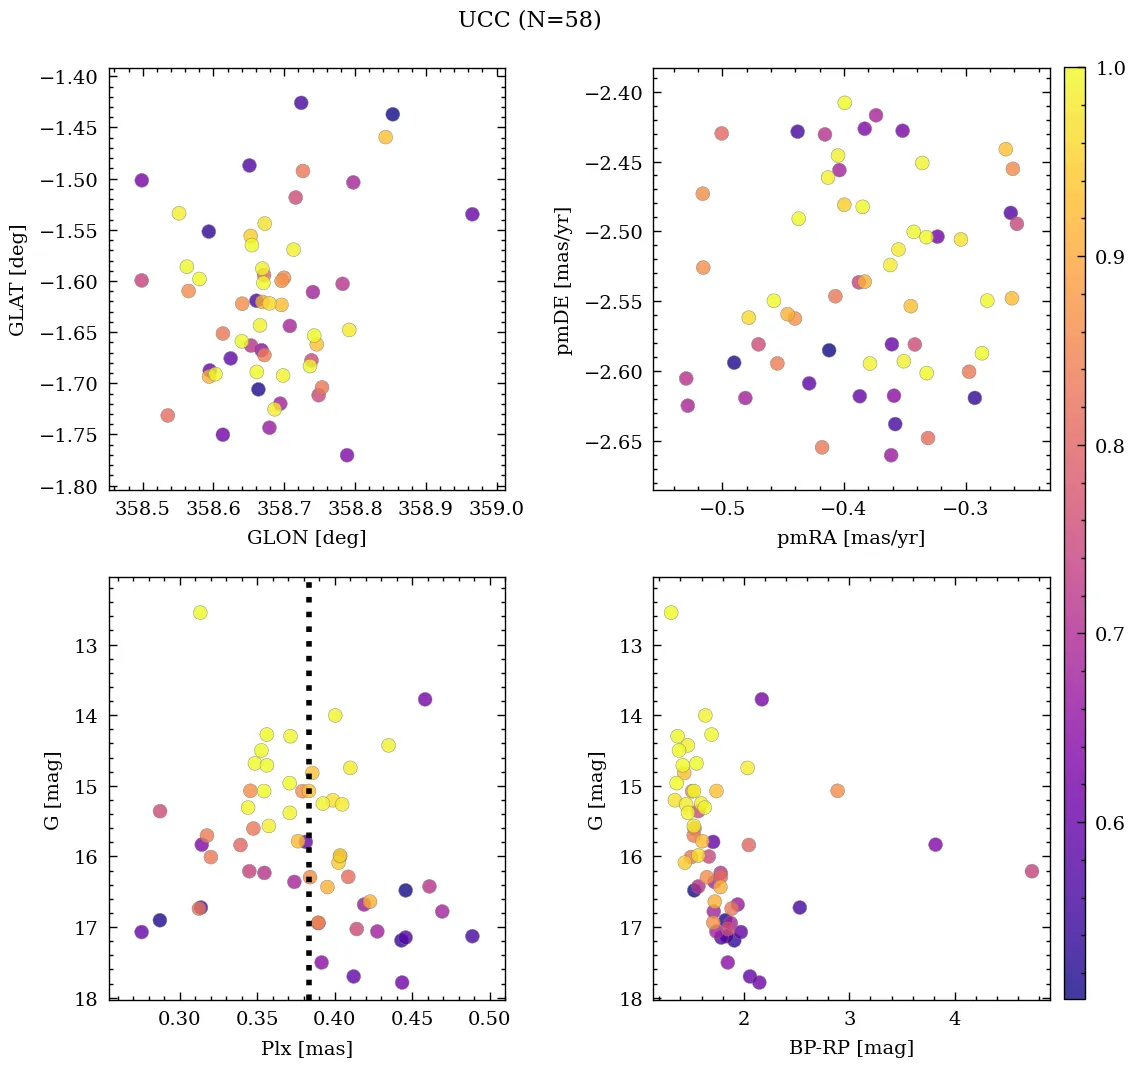 UCC (N=58)
−1.40
−1.45
−1.50
−1.55
−1.60
−1.65
−1.70
−1.75
−1.80
GLAT [deg]
358.5 358.6 358.7 358.8 358.9 359.0
GLON [deg]
−2.40
−2.45
−2.50
−2.55
−2.60
−2.65
pmDE [mas/yr]
−0.5 −0.4 −0.3
pmRA [mas/yr]
1.0
0.9
0.8
0.7
0.6
13
14
15
16
17
18
G [mag]
0.30 0.35 0.40 0.45 0.50
Plx [mas]
13
14
15
16
17
18
G [mag]
2 3 4
BP-RP [mag]